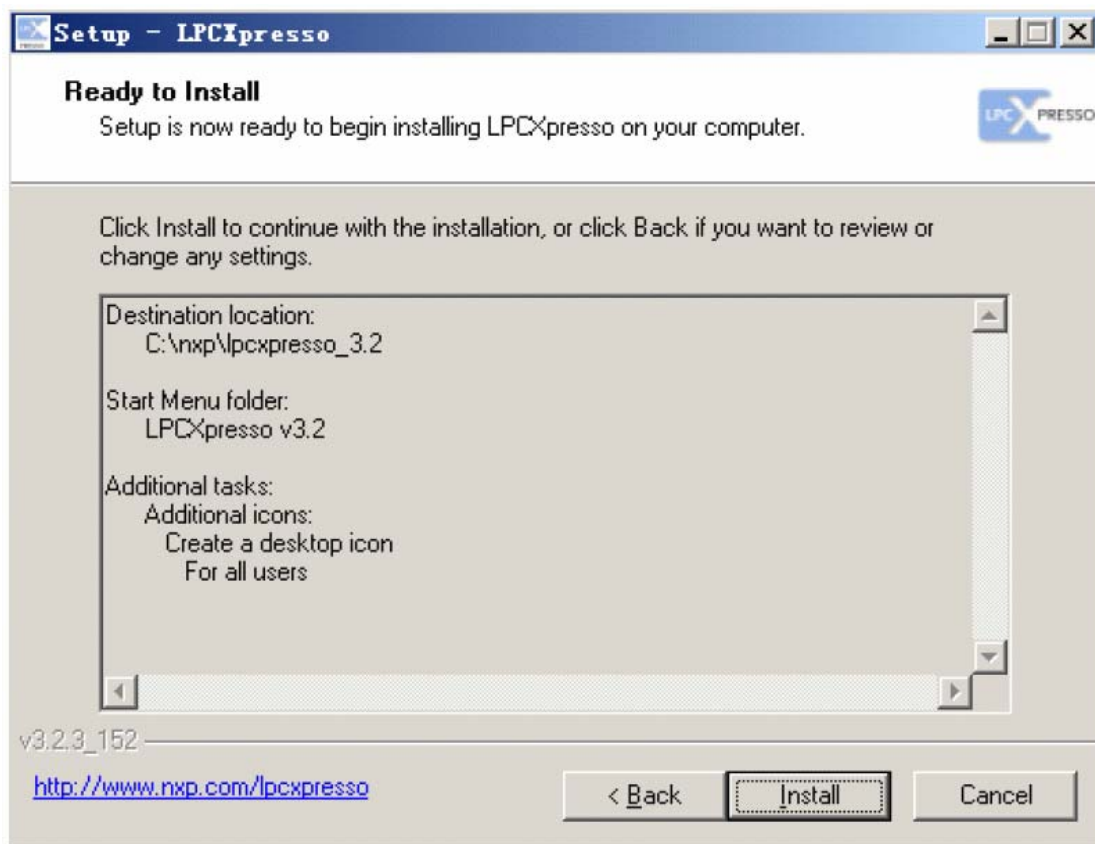 Setup - LPCXpresso
Ready to Install
Setup is now ready to begin installing LPCXpresso on your computer.
LPC X PRESSO
Click Install to continue with the installation, or click Back if you want to review or
change any settings.
Destination location:
C:\nxp\lpcxpresso_3.2
Start Menu folder:
LPCXpresso v3.2
Additional tasks:
Additional icons:
Create a desktop icon
For all users
v3.2.3_152
http://www.nxp.com/lpcxpresso
< Back
Install
Cancel